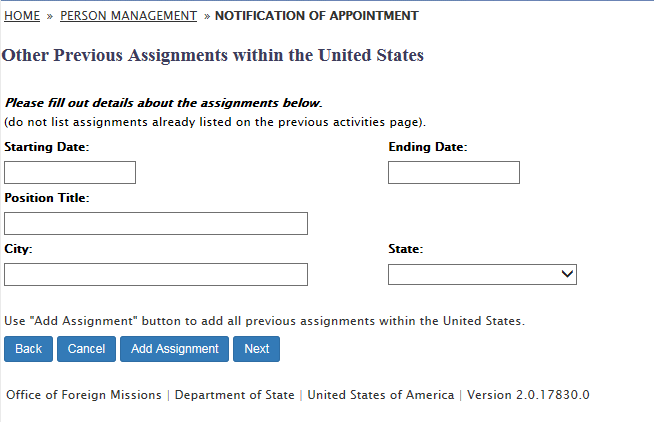 HOME » PERSON MANAGEMENT » NOTIFICATION OF APPOINTMENT
Other Previous Assignments within the United States
Please fill out details about the assignments below.
(do not list assignments already listed on the previous activities page).
Starting Date: Ending Date:
Position Title:
City: State:
Use "Add Assignment" button to add all previous assignments within the United States.
Back Cancel Add Assignment Next
Office of Foreign Missions | Department of State | United States of America | Version 2.0.17830.0